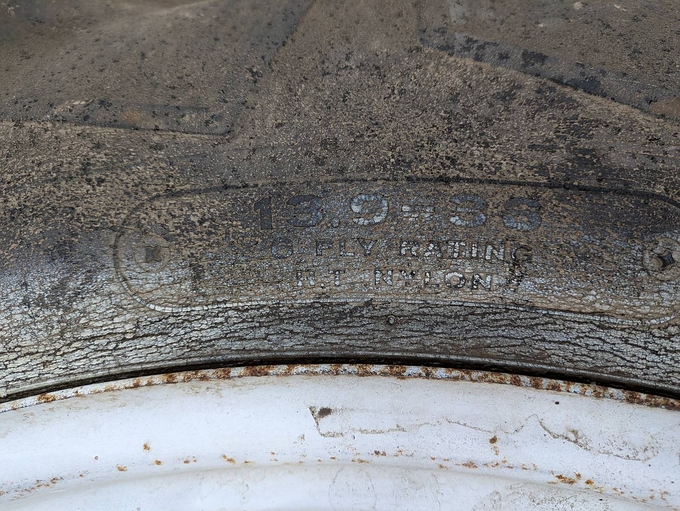 13.9-36
6 PLY RATING
H.T. NYLON